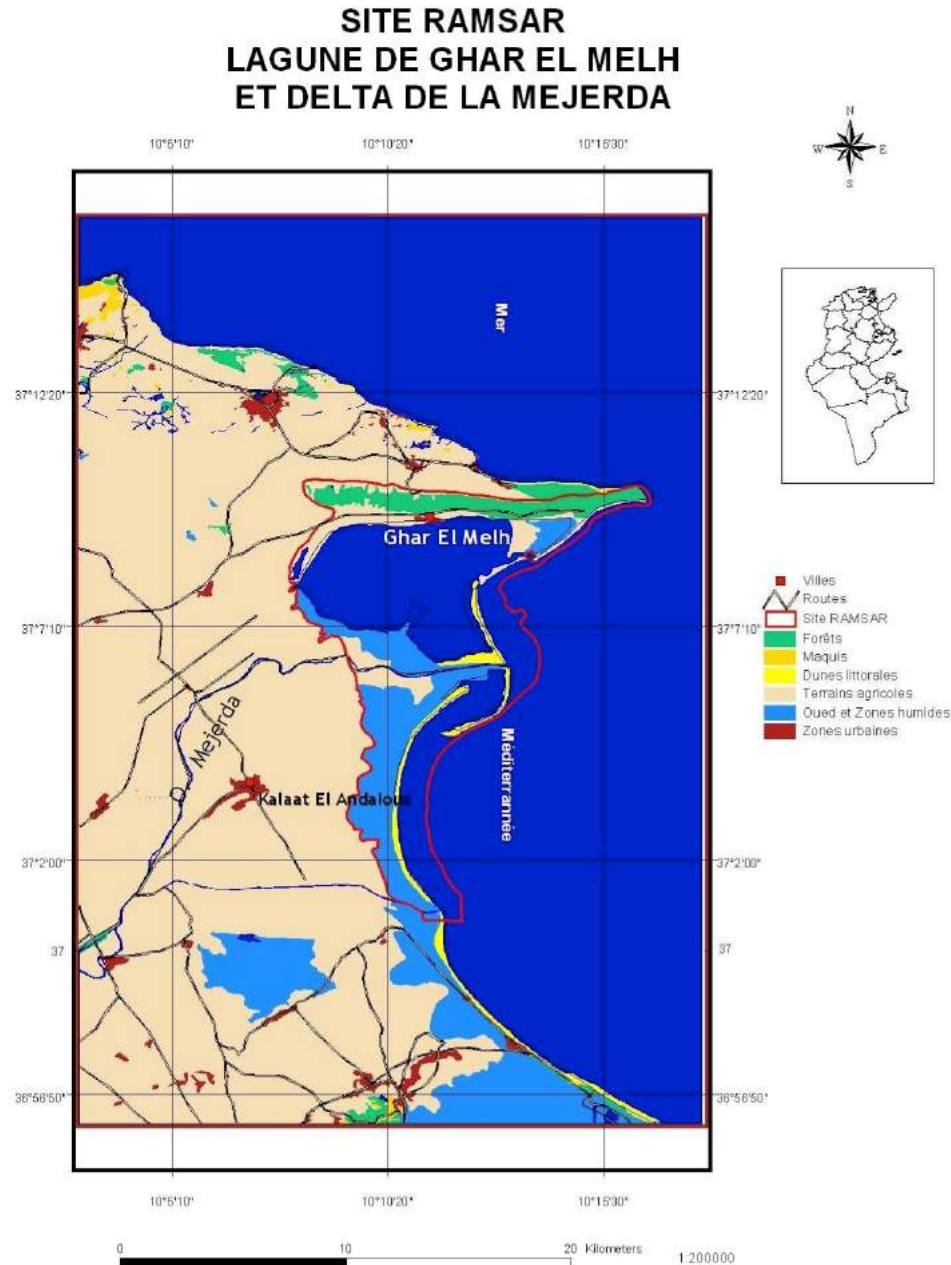 SITE RAMSAR
LAGUNE DE GHAR EL MELH
ET DELTA DE LA MEJERDA
N
W E
S
10°5'10" 10°10'20" 10°15'30"
Mer
37°12'20" 37°12'20"
Ghar El Melh
37°7'10" 37°7'10"
O Mejerda
Méditerrannée
Kalaat El Andalous
37°2'00" 37°2'00"
37 37
36°56'50" 36°56'50"
10°5'10" 10°10'20" 10°15'30"
Villes
Routes
Site RAMSAR
Forêts
Maquis
Dunes littorales
Terrains agricoles
Oued et Zones humides
Zones urbaines
0 10 20 Kilometers
1:200000